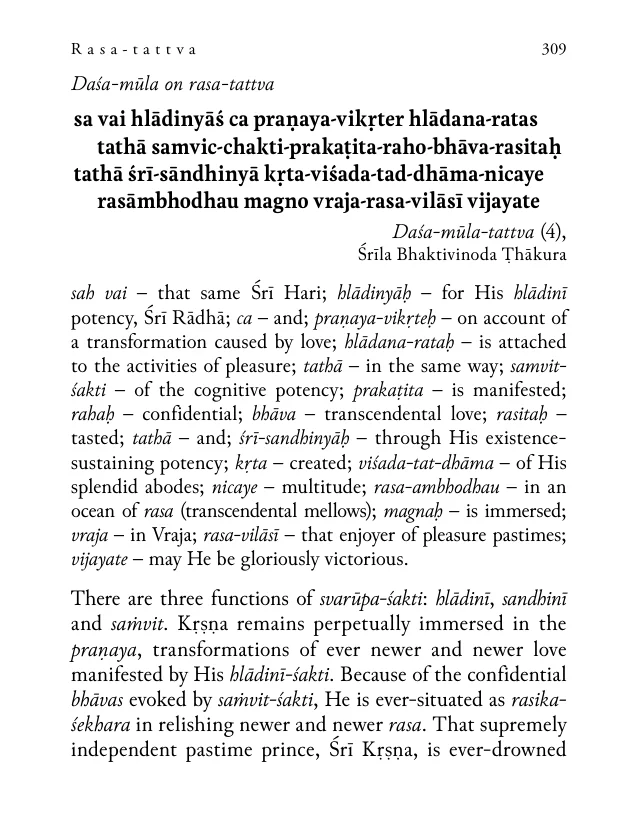 Rasa-tattva 309
Daśa-mūla on rasa-tattva
sa vai hlādinyāś ca praṇaya-vikṛter hlādana-ratas
tathā samvic-chakti-prakaṭita-raho-bhāva-rasitaḥ
tathā śrī-sāndhinyā kṛta-viśada-tad-dhāma-nicaye
rasāmbhodhau magno vraja-rasa-vilāsī vijayate
Daśa-mūla-tattva (4),
Śrīla Bhaktivinoda Ṭhākura
sah vai – that same Śrī Hari; hlādinyāḥ – for His hlādinī
potency, Śrī Rādhā; ca – and; praṇaya-vikṛteḥ – on account of
a transformation caused by love; hlādana-rataḥ – is attached
to the activities of pleasure; tathā – in the same way; samvit-
śakti – of the cognitive potency; prakaṭita – is manifested;
rahaḥ – confidential; bhāva – transcendental love; rasitaḥ –
tasted; tathā – and; śrī-sandhinyāḥ – through His existence-
sustaining potency; kṛta – created; viśada-tat-dhāma – of His
splendid abodes; nicaye – multitude; rasa-ambhodhau – in an
ocean of rasa (transcendental mellows); magnaḥ – is immersed;
vraja – in Vraja; rasa-vilāsī – that enjoyer of pleasure pastimes;
vijayate – may He be gloriously victorious.
There are three functions of svarūpa-śakti: hlādinī, sandhinī
and saṁvit. Kṛṣṇa remains perpetually immersed in the
praṇaya, transformations of ever newer and newer love
manifested by His hlādinī-śakti. Because of the confidential
bhāvas evoked by saṁvit-śakti, He is ever-situated as rasika-
śekhara in relishing newer and newer rasa. That supremely
independent pastime prince, Śrī Kṛṣṇa, is ever-drowned